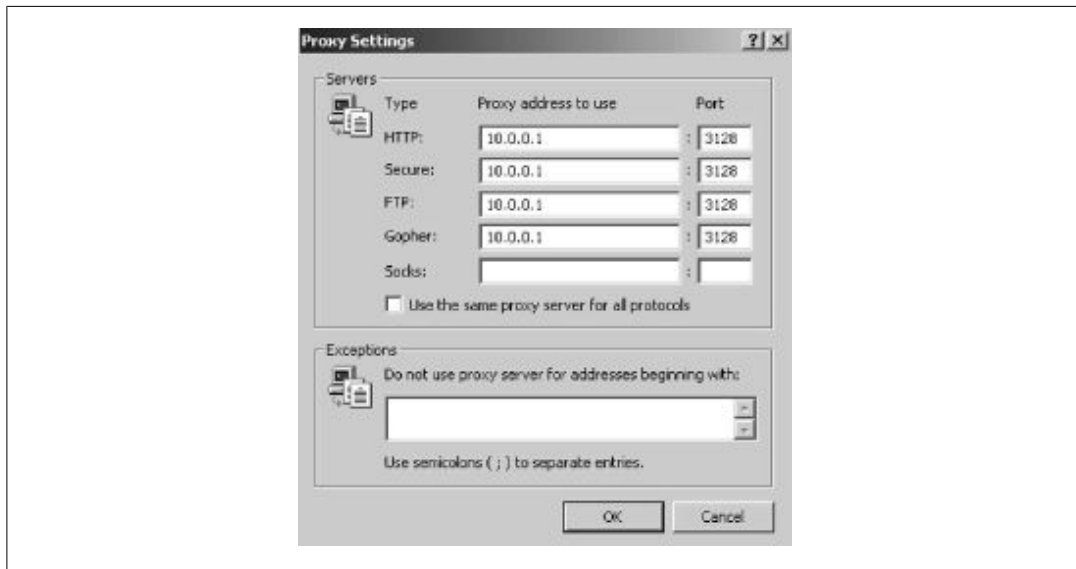 Proxy Settings
Servers
Type Proxy address to use Port
HTTP: 10.0.0.1 : 3128
Secure: 10.0.0.1 : 3128
FTP: 10.0.0.1 : 3128
Gopher: 10.0.0.1 : 3128
Socks: :
Use the same proxy server for all protocols
Exceptions
Do not use proxy server for addresses beginning with:
Use semicolons ( ; ) to separate entries.
OK Cancel